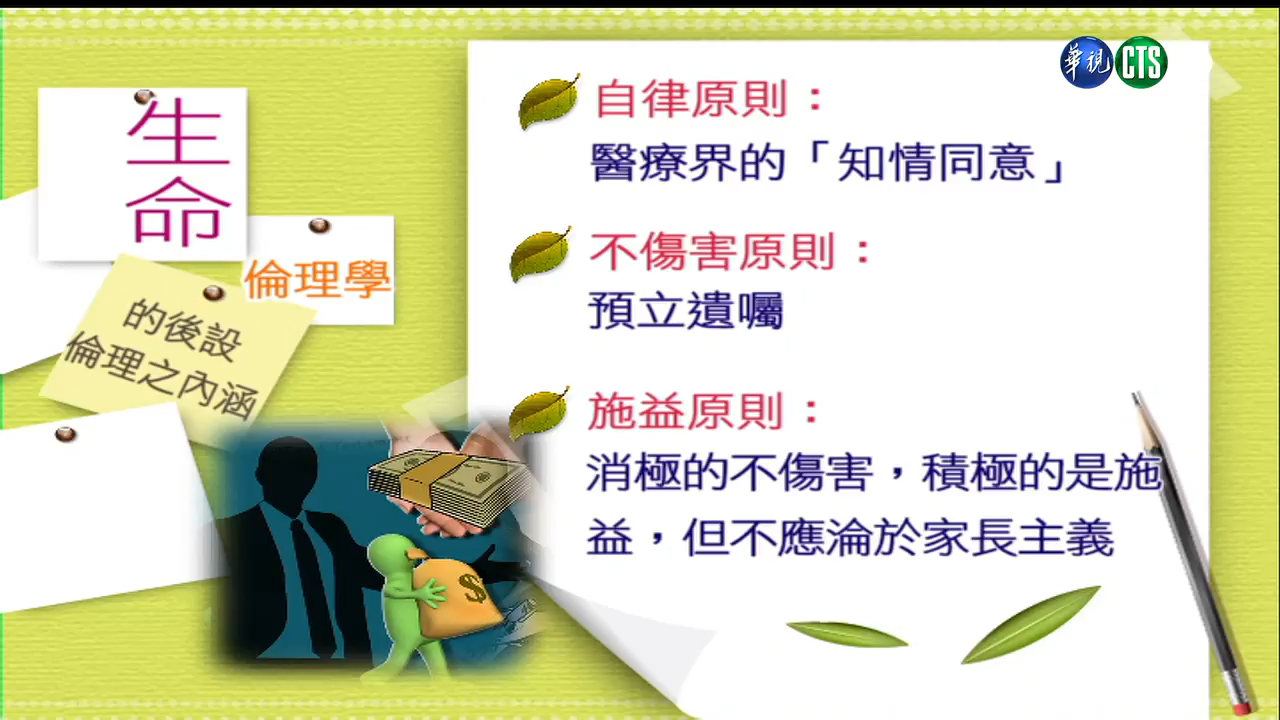 華視 CTS
生命
倫理學
的後設
倫理之內涵
自律原則：
醫療界的「知情同意」
不傷害原則：
預立遺囑
施益原則：
消極的不傷害，積極的是施
益，但不應淪於家長主義
$